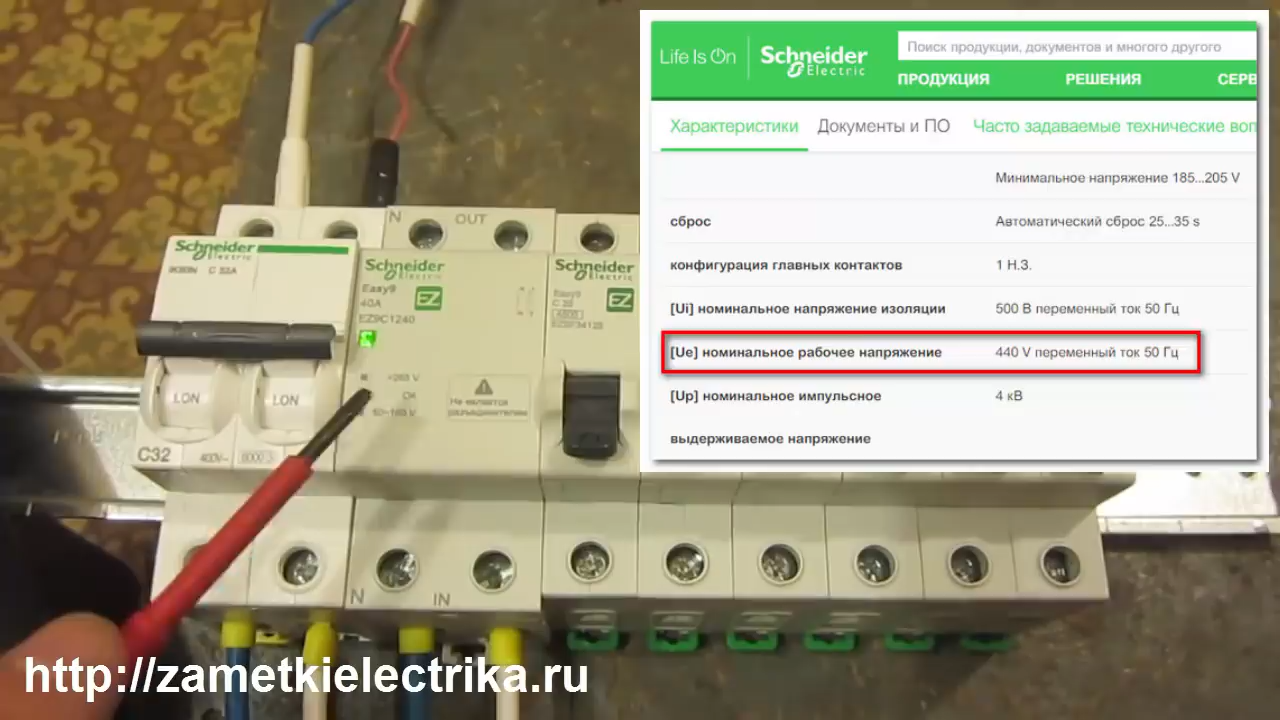 Life Is On
Schneider
Electric
Поиск продукции, документов и многого другого
ПРОДУКЦИЯ
РЕШЕНИЯ
СЕРВ
Характеристики
Документы и ПО
Часто задаваемые технические воп
Минимальное напряжение 185...205 V
сброс
Автоматический сброс 25...35 s
конфигурация главных контактов
1 Н.З.
[Ui] номинальное напряжение изоляции
500 В переменный ток 50 Гц
[Ue] номинальное рабочее напряжение
440 V переменный ток 50 Гц
[Up] номинальное импульсное
4 кВ
выдерживаемое напряжение
N
OUT
Schneider
Electric
C 32A
LON
LON
C32
400V~
6000 3
Schneider
Electric
Easy9
40A
EZ
EZ9C1240
OK
Не является
разъединителем
Schneider
Electric
Easy9
EZ
N
IN
http://zametkielectrika.ru